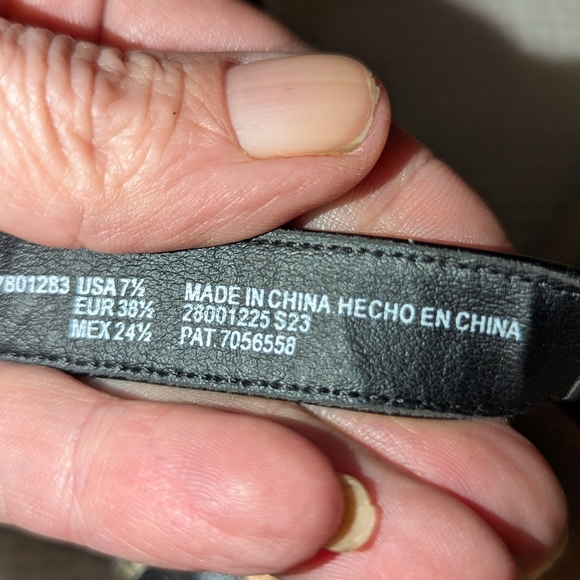 7801283 USA 7½
EUR 38½
MEX 24½
MADE IN CHINA HECHO EN CHINA
28001225 S23
PAT 7056558